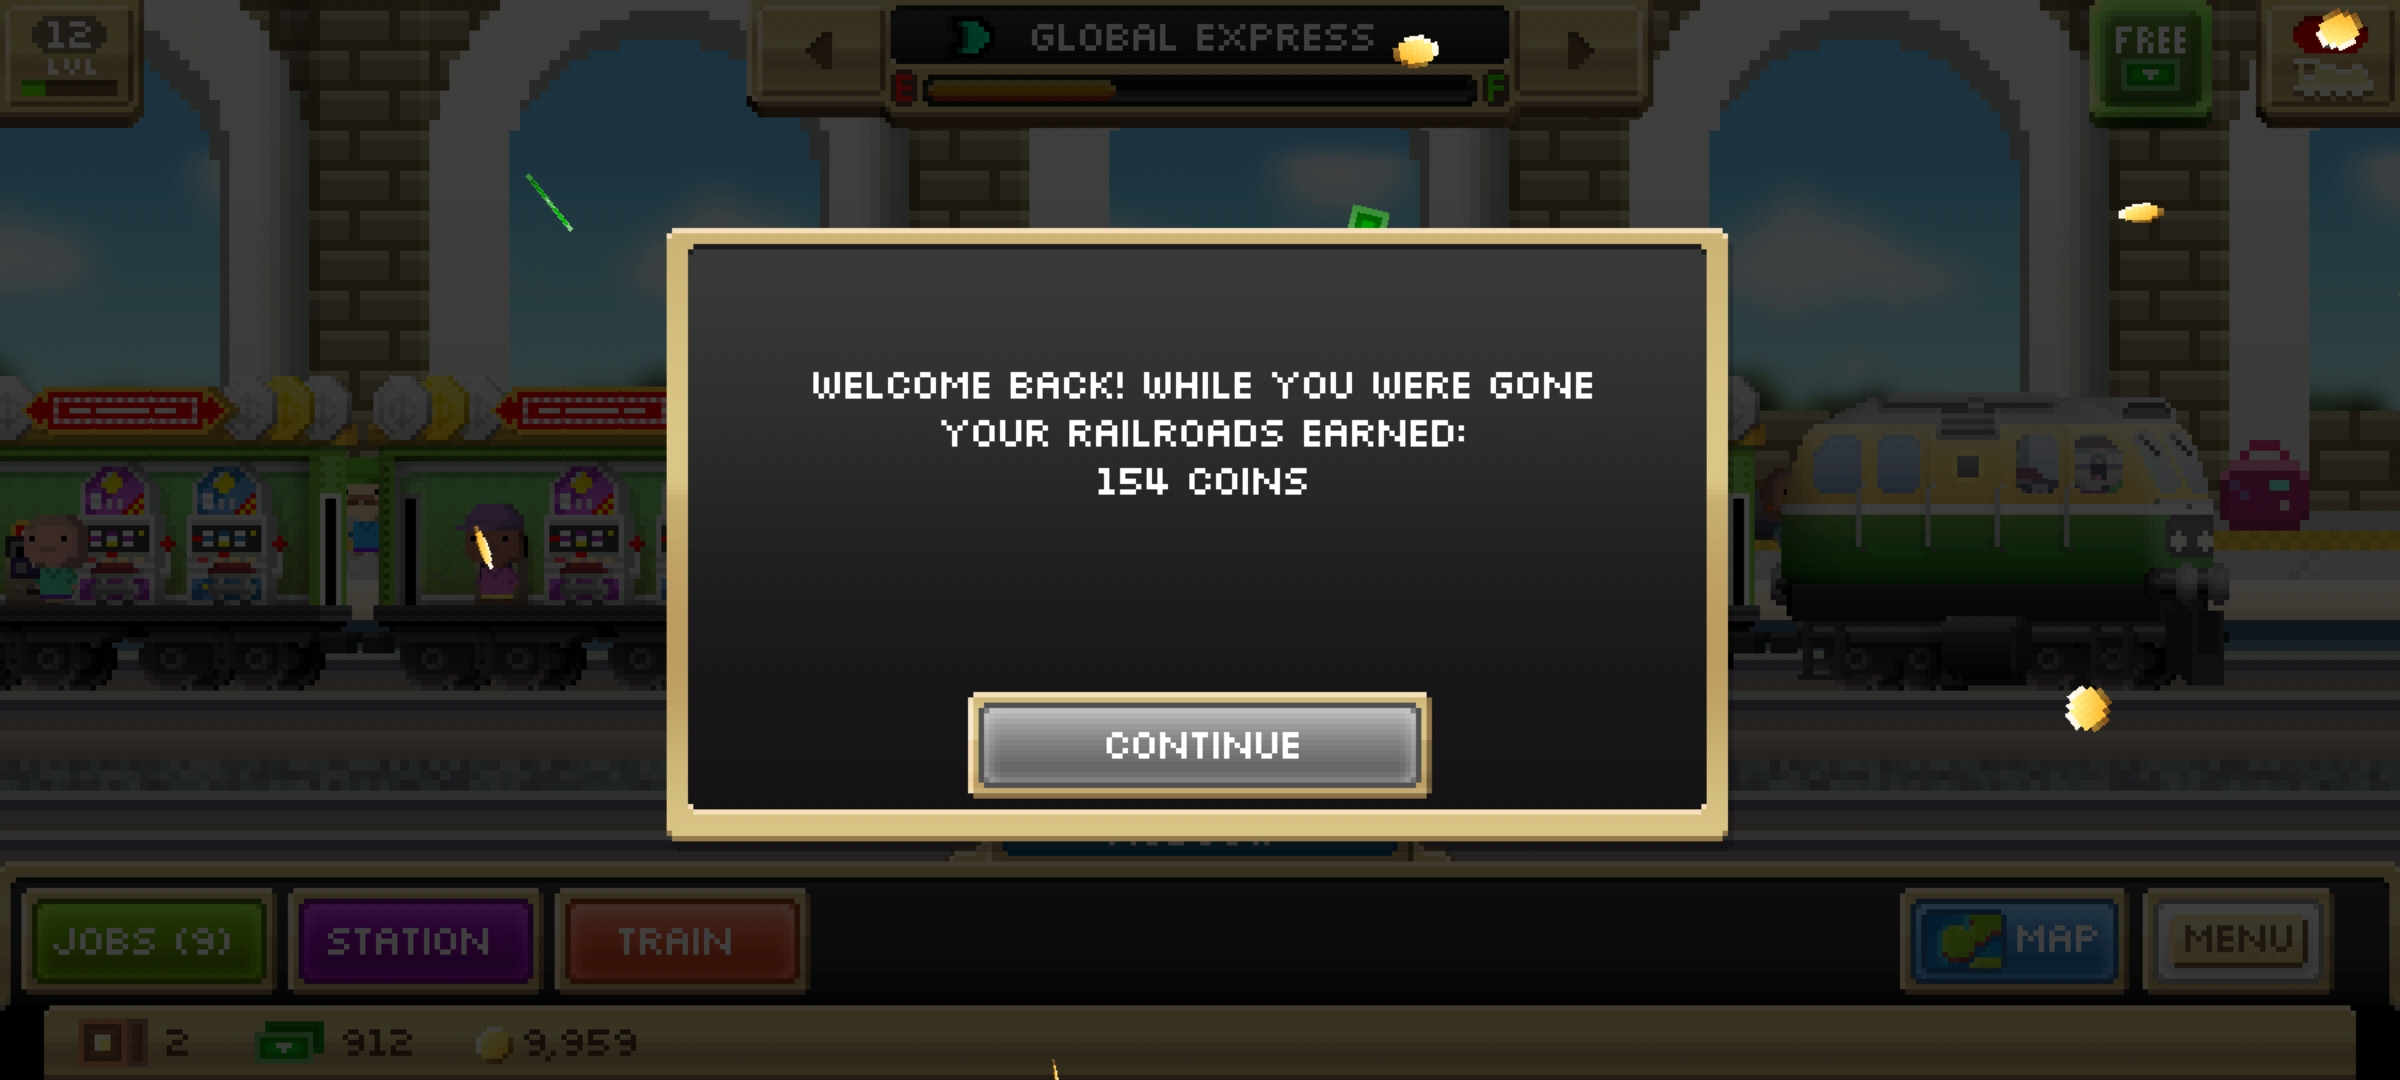 12
LVL
GLOBAL EXPRESS
E
F
FREE
WELCOME BACK! WHILE YOU WERE GONE
YOUR RAILROADS EARNED:
154 COINS
CONTINUE
JOBS (9)
STATION
TRAIN
MAP
MENU
2
912
9,959